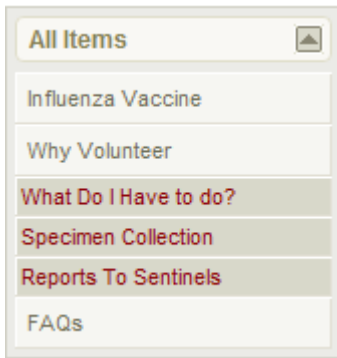 All Items
Influenza Vaccine
Why Volunteer
What Do I Have to do?
Specimen Collection
Reports To Sentinels
FAQs